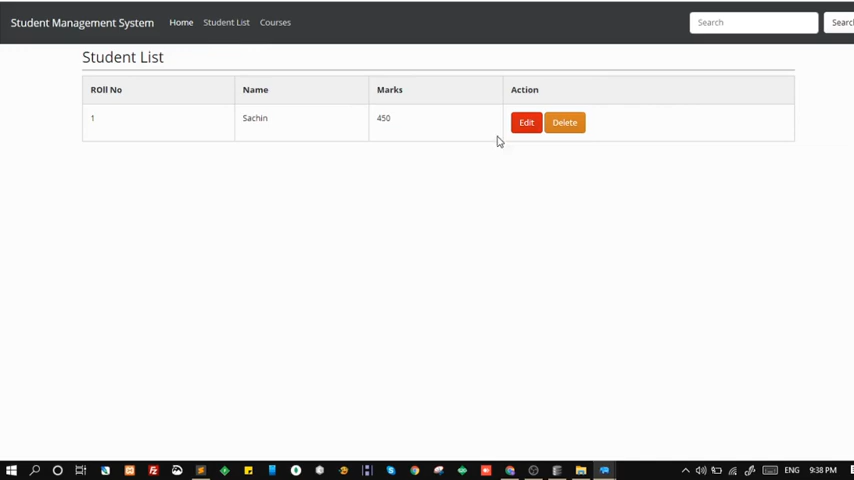 Student Management System Home Student List Courses Search Searc
Student List
ROll No Name Marks Action
1 Sachin 450 Edit Delete
ENG 9:38 PM